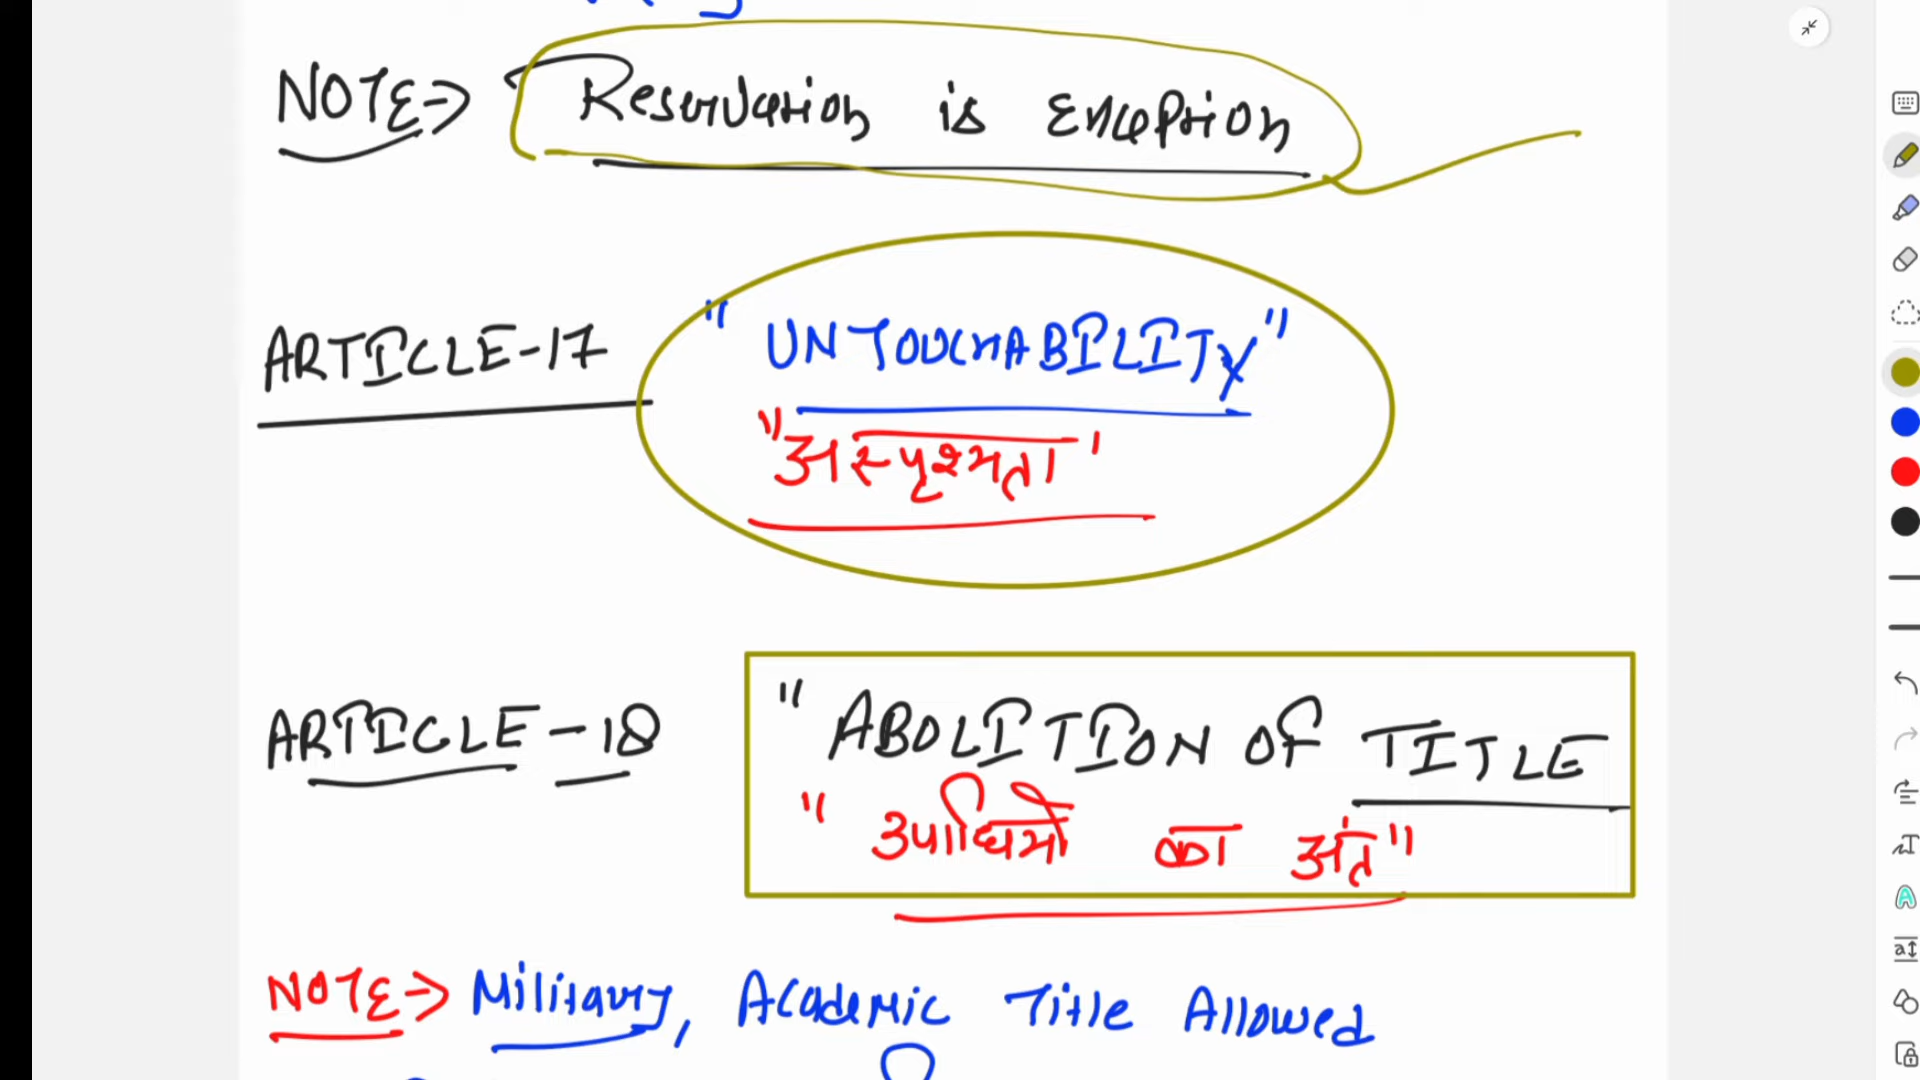 NOTE-> Reservation is Exception
ARTICLE-17 " UNTOUCHABILITY "
"अस्पृश्यता'
ARTICLE-18 " ABOLITION OF TITLE
" उपाधियों का अंत"
NOTE-> Military, Academic Title Allowed